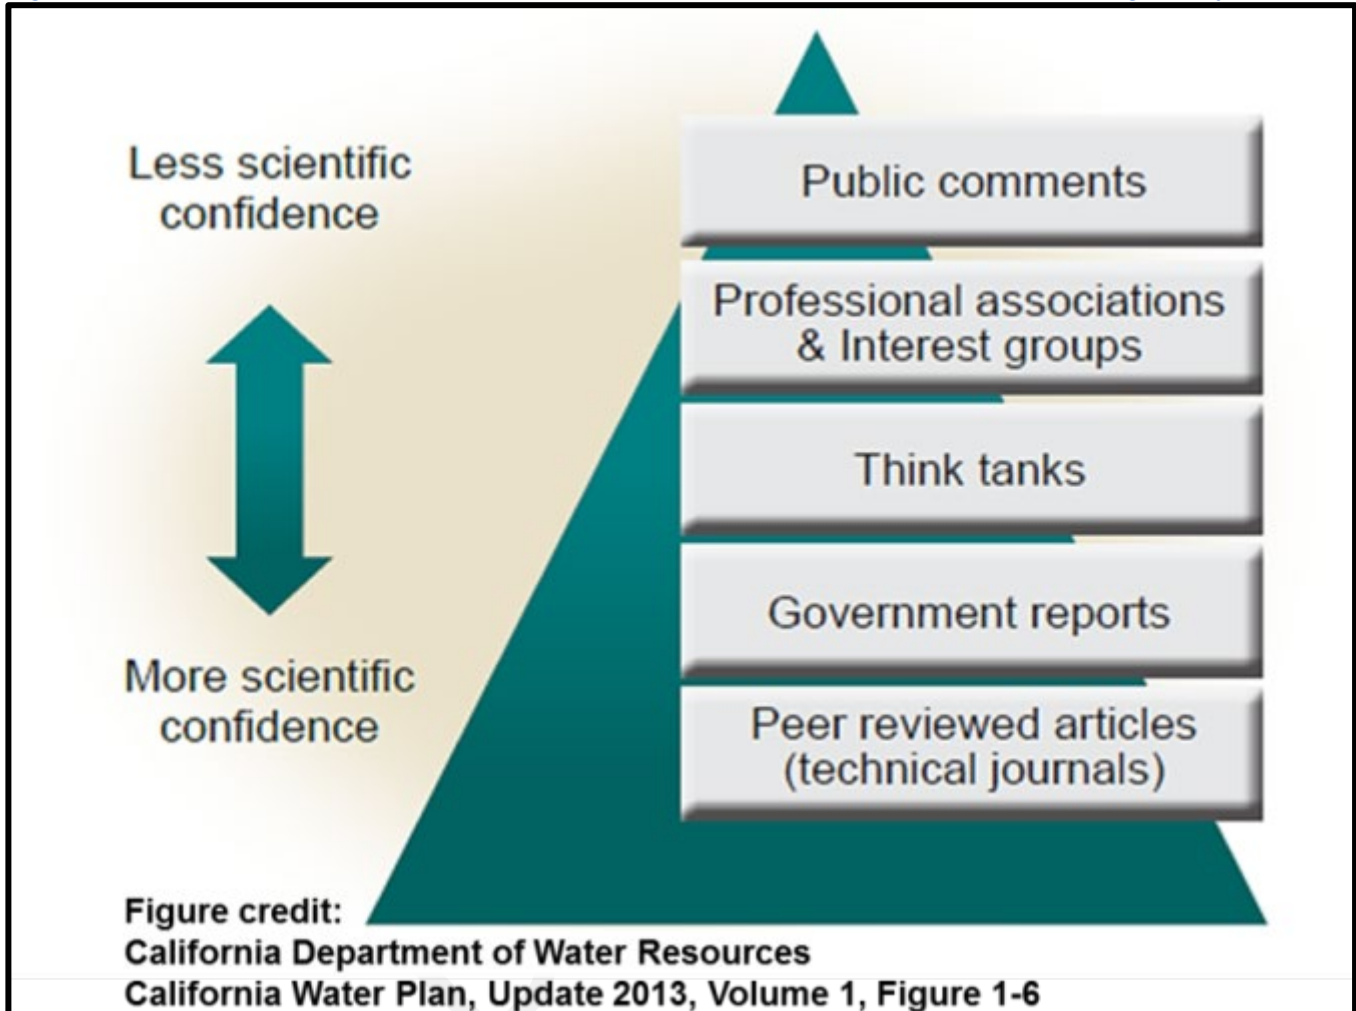 Less scientific
confidence
More scientific
confidence
Public comments
Professional associations
& Interest groups
Think tanks
Government reports
Peer reviewed articles
(technical journals)
Figure credit:
California Department of Water Resources
California Water Plan, Update 2013, Volume 1, Figure 1-6